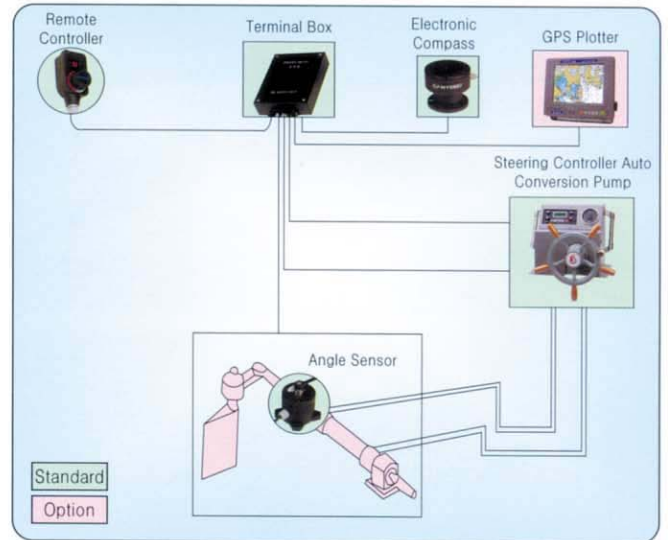 Remote
Controller
Terminal Box
Electronic
Compass
GPS Plotter
Steering Controller Auto
Conversion Pump
Angle Sensor
Standard
Option